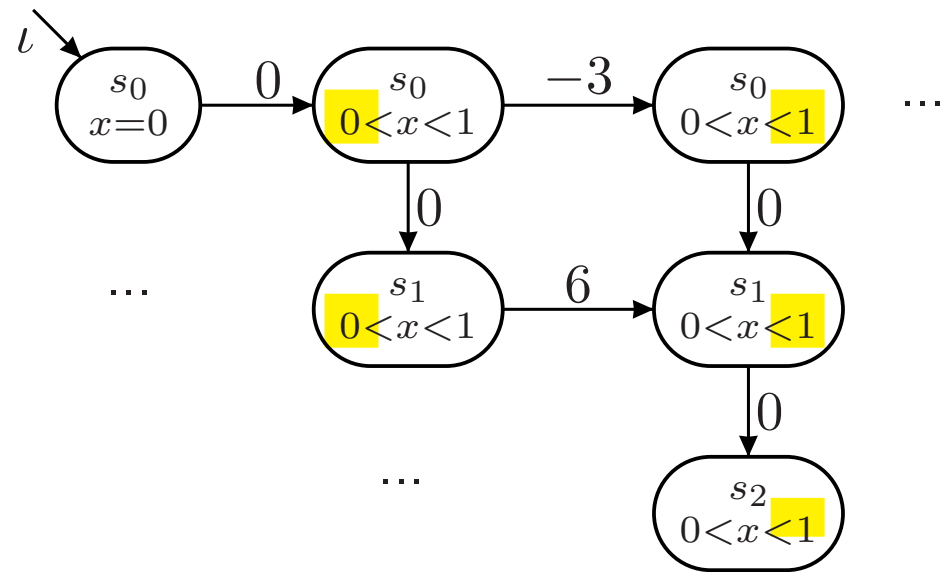 ι
s₀ 0 s₀ −3 s₀
x=0 0<x<1 0<x<1 ...
0 0
... s₁ 6 s₁
0<x<1 0<x<1
0
... s₂
0<x<1